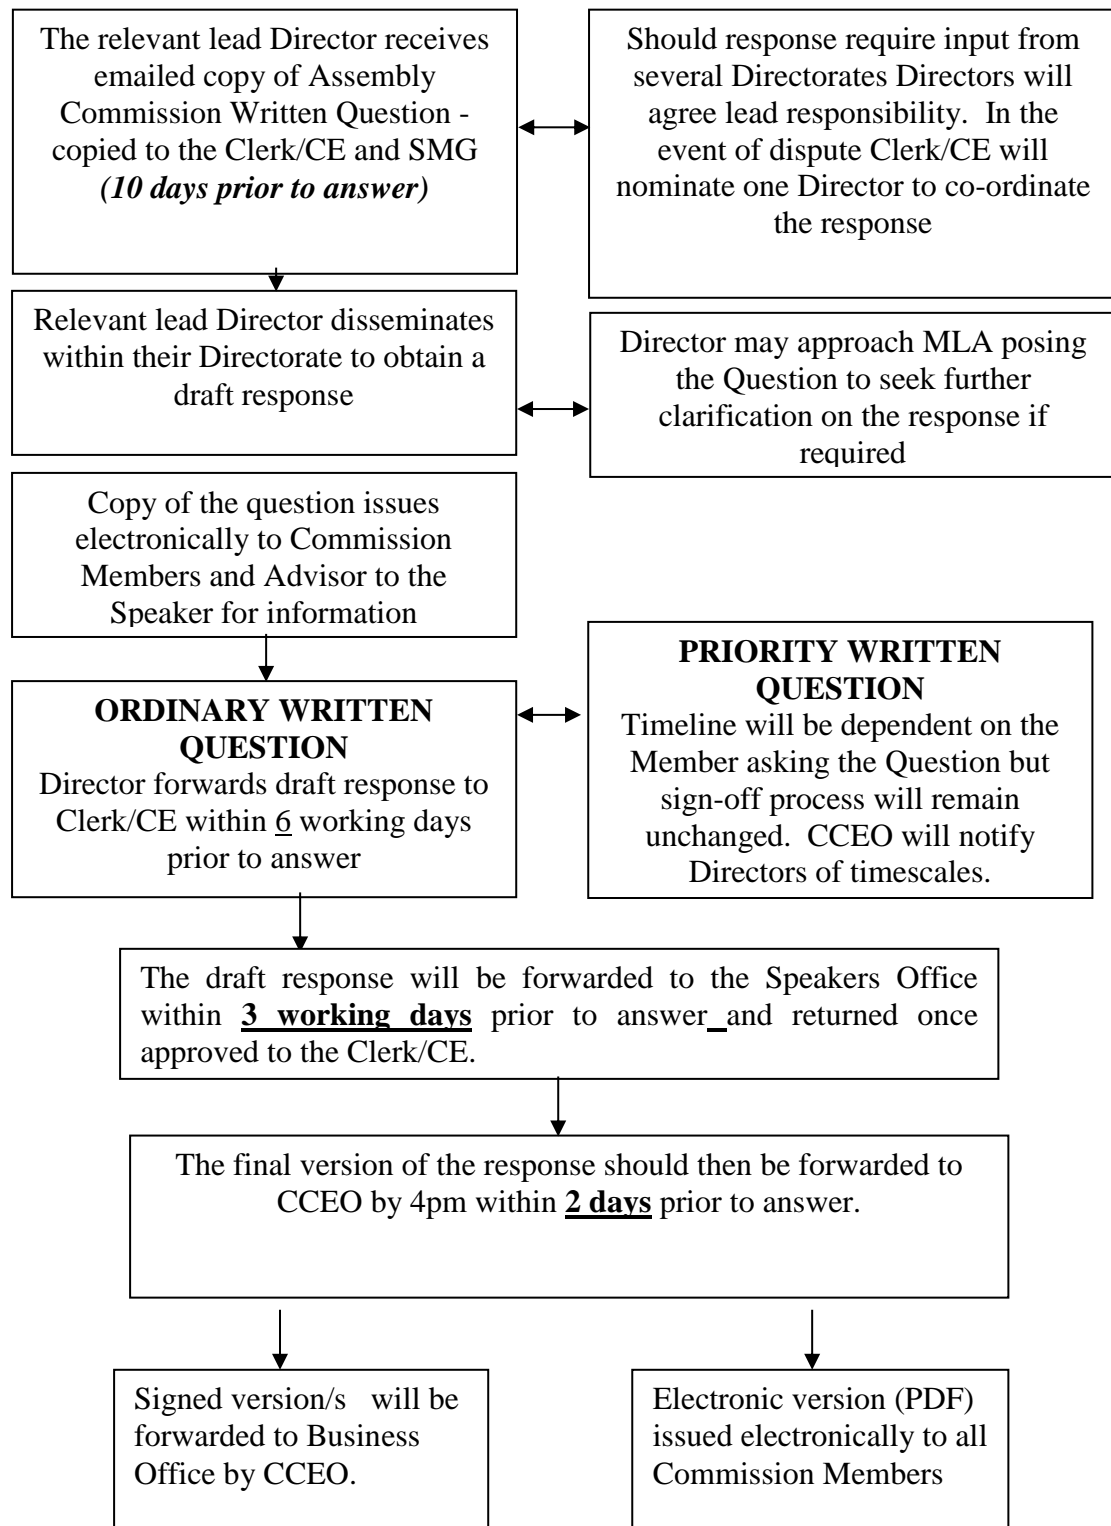 The relevant lead Director receives
emailed copy of Assembly
Commission Written Question -
copied to the Clerk/CE and SMG
(10 days prior to answer)
Should response require input from
several Directorates Directors will
agree lead responsibility.  In the
event of dispute Clerk/CE will
nominate one Director to co-ordinate
the response
Relevant lead Director disseminates
within their Directorate to obtain a
draft response
Director may approach MLA posing
the Question to seek further
clarification on the response if
required
Copy of the question issues
electronically to Commission
Members and Advisor to the
Speaker for information
ORDINARY WRITTEN
QUESTION
Director forwards draft response to
Clerk/CE within 6 working days
prior to answer
PRIORITY WRITTEN
QUESTION
Timeline will be dependent on the
Member asking the Question but
sign-off process will remain
unchanged.  CCEO will notify
Directors of timescales.
The draft response will be forwarded to the Speakers Office
within 3 working days prior to answer and returned once
approved to the Clerk/CE.
The final version of the response should then be forwarded to
CCEO by 4pm within 2 days prior to answer.
Signed version/s   will be
forwarded to Business
Office by CCEO.
Electronic version (PDF)
issued electronically to all
Commission Members